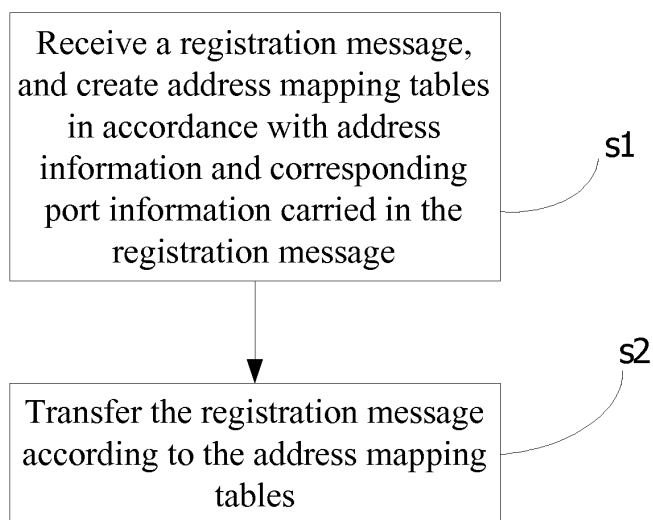 Receive a registration message,
and create address mapping tables
in accordance with address
information and corresponding
port information carried in the
registration message
s1
Transfer the registration message
according to the address mapping
tables
s2